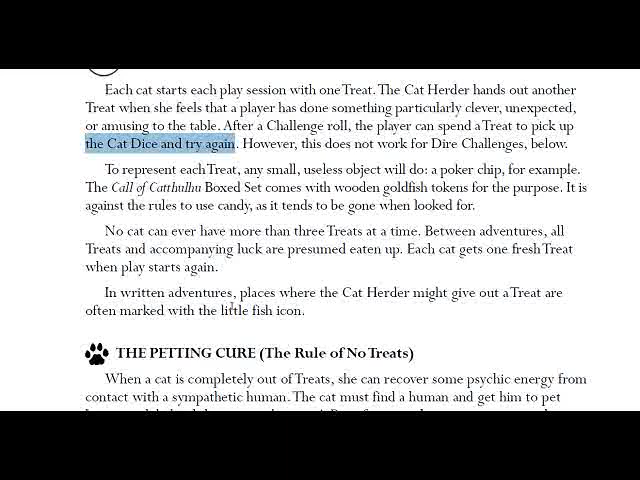 Each cat starts each play session with one Treat. The Cat Herder hands out another
Treat when she feels that a player has done something particularly clever, unexpected,
or amusing to the table. After a Challenge roll, the player can spend a Treat to pick up
the Cat Dice and try again. However, this does not work for Dire Challenges, below.
To represent each Treat, any small, useless object will do: a poker chip, for example.
The Call of Catthulhu Boxed Set comes with wooden goldfish tokens for the purpose. It is
against the rules to use candy, as it tends to be gone when looked for.
No cat can ever have more than three Treats at a time. Between adventures, all
Treats and accompanying luck are presumed eaten up. Each cat gets one fresh Treat
when play starts again.
In written adventures, places where the Cat Herder might give out a Treat are
often marked with the little fish icon.
THE PETTING CURE (The Rule of No Treats)
When a cat is completely out of Treats, she can recover some psychic energy from
contact with a sympathetic human. The cat must find a human and get him to pet